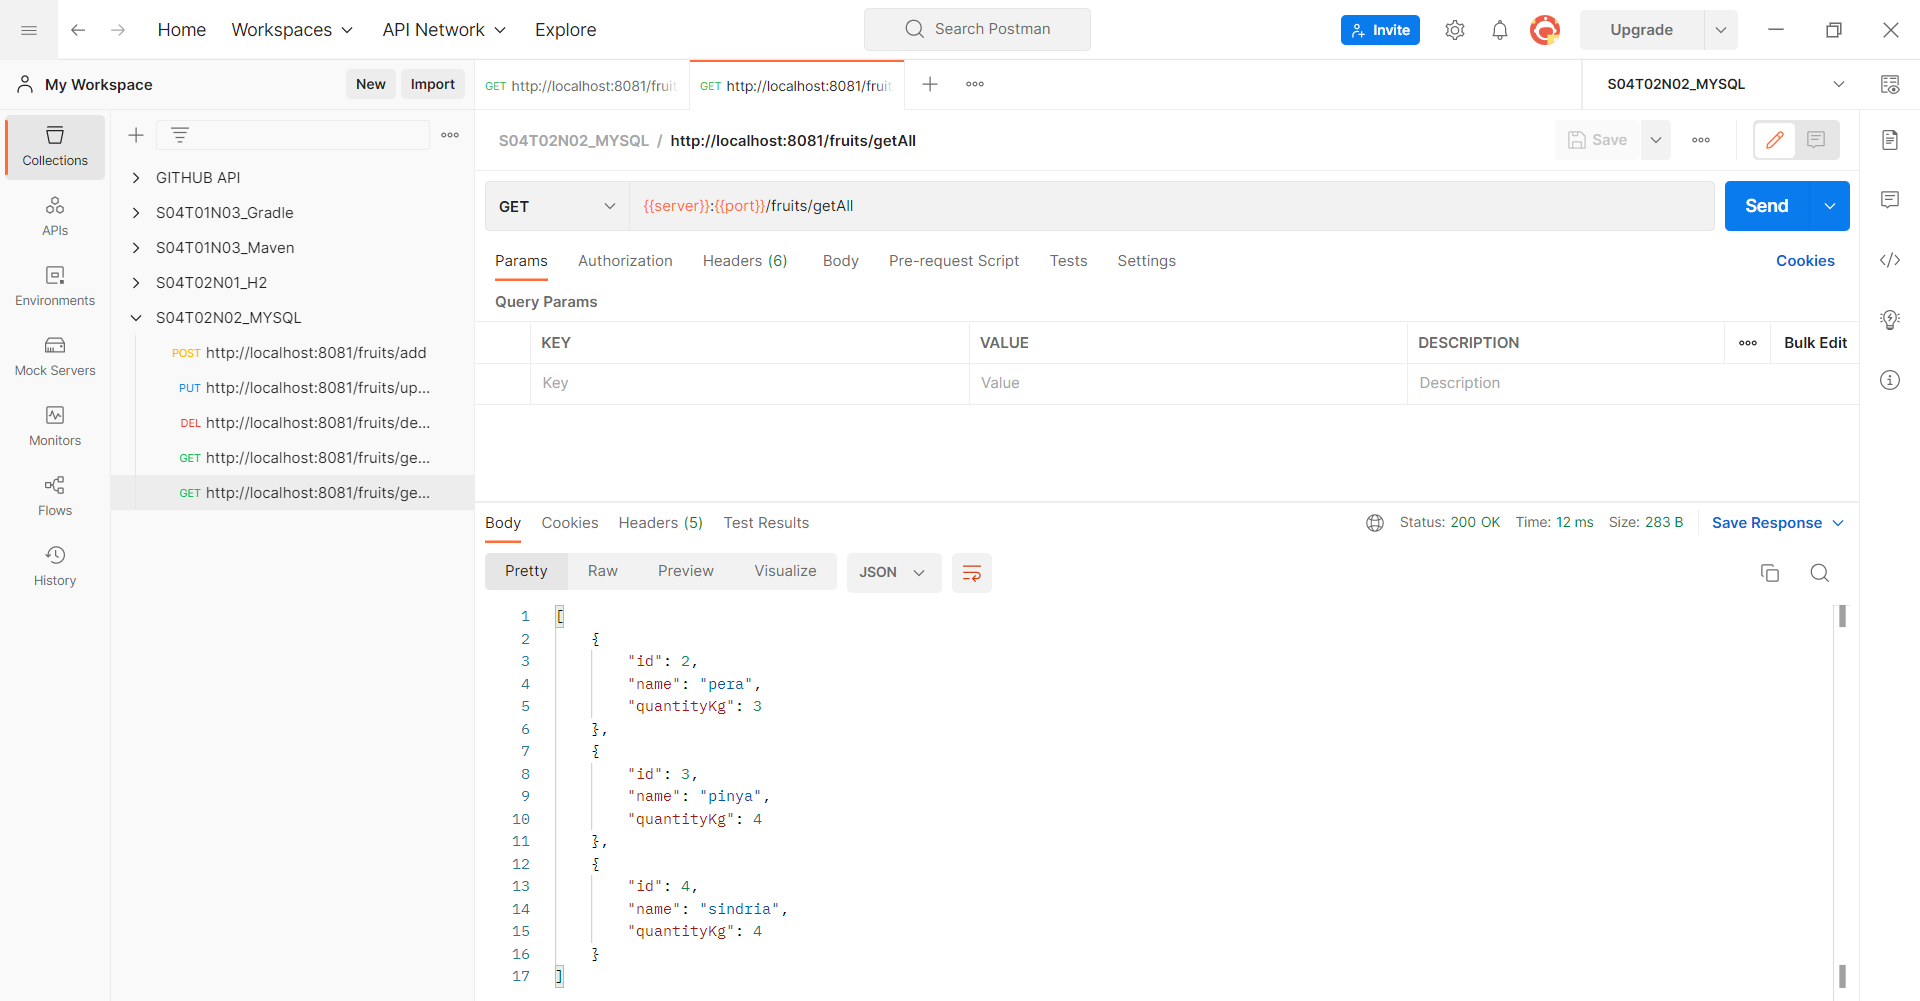 Home Workspaces API Network Explore Search Postman Invite Upgrade
My Workspace New Import GET http://localhost:8081/fruit GET http://localhost:8081/fruit S04T02N02_MYSQL
S04T02N02_MYSQL / http://localhost:8081/fruits/getAll Save
Collections
APIs
Environments
Mock Servers
Monitors
Flows
History
GITHUB API
S04T01N03_Gradle
S04T01N03_Maven
S04T02N01_H2
S04T02N02_MYSQL
POST http://localhost:8081/fruits/add
PUT http://localhost:8081/fruits/up...
DEL http://localhost:8081/fruits/de...
GET http://localhost:8081/fruits/ge...
GET http://localhost:8081/fruits/ge...
GET {{server}}:{{port}}/fruits/getAll Send
Params Authorization Headers (6) Body Pre-request Script Tests Settings Cookies
Query Params
KEY VALUE DESCRIPTION Bulk Edit
Key Value Description
Body Cookies Headers (5) Test Results Status: 200 OK Time: 12 ms Size: 283 B Save Response
Pretty Raw Preview Visualize JSON
1 [
2 {
3 "id": 2,
4 "name": "pera",
5 "quantityKg": 3
6 },
7 {
8 "id": 3,
9 "name": "pinya",
10 "quantityKg": 4
11 },
12 {
13 "id": 4,
14 "name": "sindria",
15 "quantityKg": 4
16 }
17 ]